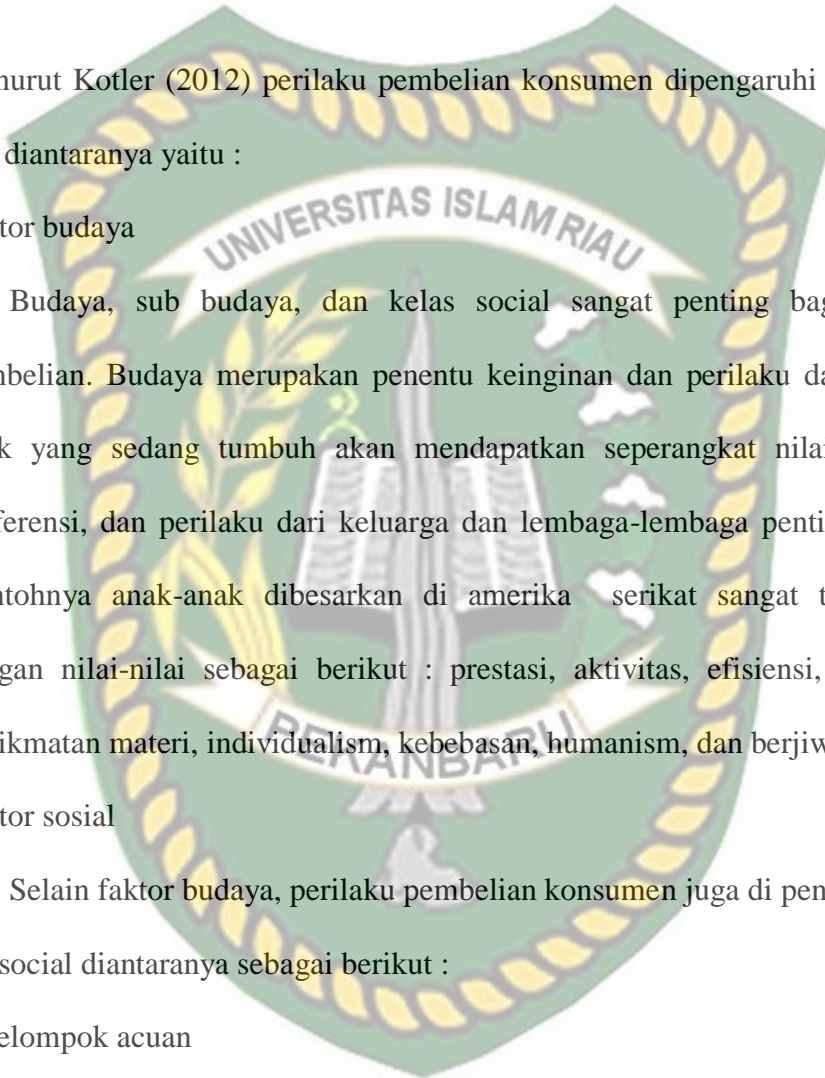 nurut Kotler (2012) perilaku pembelian konsumen dipengaruhi
diantaranya yaitu :
tor budaya
UNIVERSITAS ISLAM RIAU
Budaya, sub budaya, dan kelas social sangat penting bag
nbelian. Budaya merupakan penentu keinginan dan perilaku da
k yang sedang tumbuh akan mendapatkan seperangkat nilai
ferensi, dan perilaku dari keluarga dan lembaga-lembaga penti
ntohnya anak-anak dibesarkan di amerika serikat sangat t
gan nilai-nilai sebagai berikut : prestasi, aktivitas, efisiensi,
PEKANBARU
ikmatan materi, individualism, kebebasan, humanism, dan berjiw
tor sosial
Selain faktor budaya, perilaku pembelian konsumen juga di pen
social diantaranya sebagai berikut :
elompok acuan